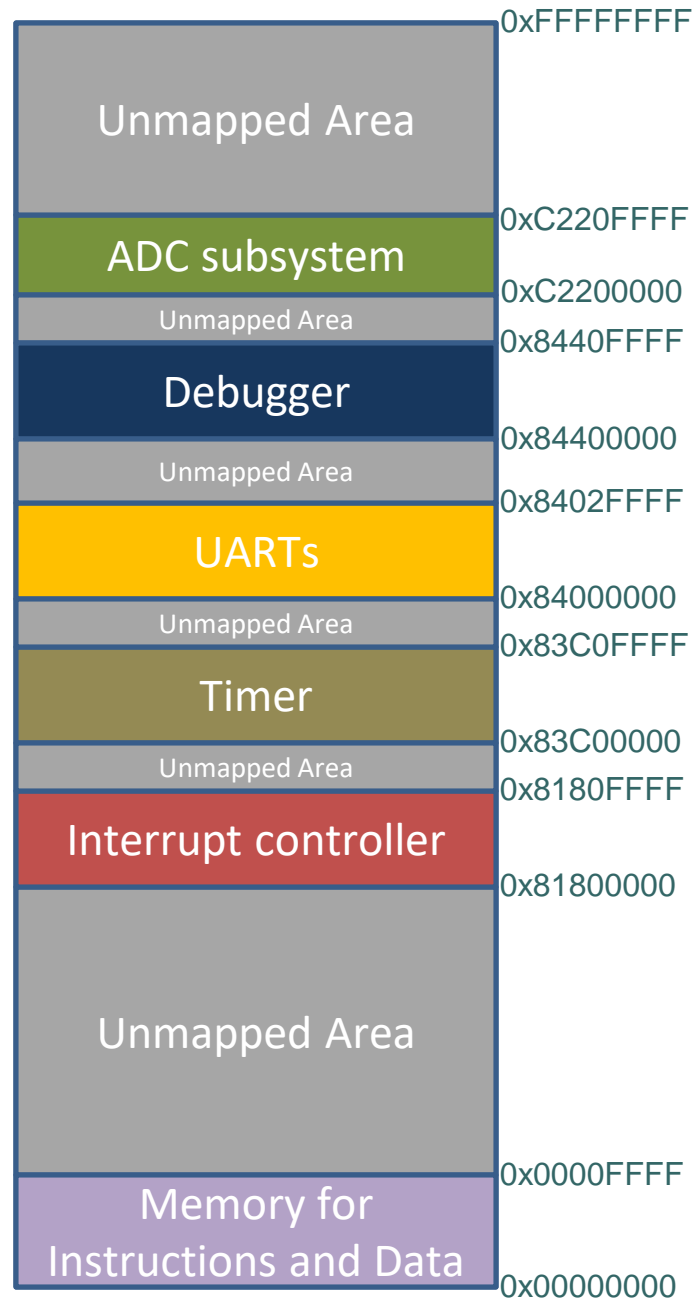 0xFFFFFFFF
Unmapped Area
0xC220FFFF
ADC subsystem
0xC2200000
Unmapped Area
0x8440FFFF
Debugger
0x84400000
Unmapped Area
0x8402FFFF
UARTs
0x84000000
Unmapped Area
0x83C0FFFF
Timer
0x83C00000
Unmapped Area
0x8180FFFF
Interrupt controller
0x81800000
Unmapped Area
0x0000FFFF
Memory for
Instructions and Data
0x00000000